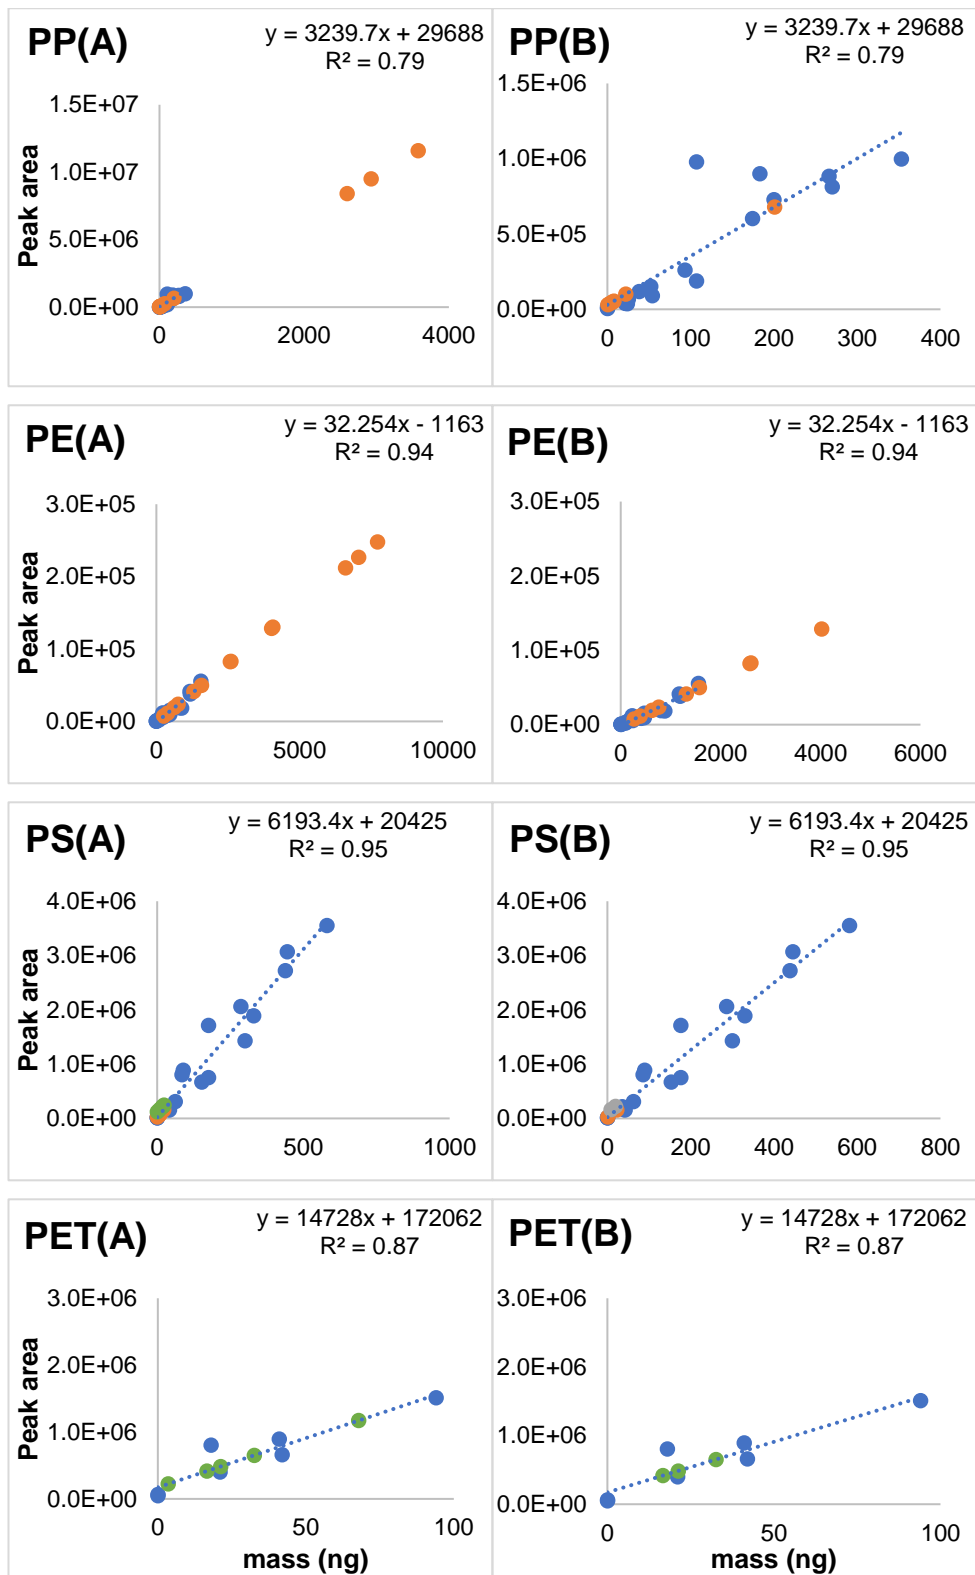 PP(A)
y = 3239.7x + 29688
R² = 0.79
1.5E+07
1.0E+07
5.0E+06
0.0E+00
Peak area
0 2000 4000
PP(B)
y = 3239.7x + 29688
R² = 0.79
1.5E+06
1.0E+06
5.0E+05
0.0E+00
0 100 200 300 400
PE(A)
y = 32.254x - 1163
R² = 0.94
3.0E+05
2.0E+05
1.0E+05
0.0E+00
Peak area
0 5000 10000
PE(B)
y = 32.254x - 1163
R² = 0.94
3.0E+05
2.0E+05
1.0E+05
0.0E+00
0 2000 4000 6000
PS(A)
y = 6193.4x + 20425
R² = 0.95
4.0E+06
3.0E+06
2.0E+06
1.0E+06
0.0E+00
Peak area
0 500 1000
PS(B)
y = 6193.4x + 20425
R² = 0.95
4.0E+06
3.0E+06
2.0E+06
1.0E+06
0.0E+00
0 200 400 600 800
PET(A)
y = 14728x + 172062
R² = 0.87
3.0E+06
2.0E+06
1.0E+06
0.0E+00
Peak area
0 50 100
mass (ng)
PET(B)
y = 14728x + 172062
R² = 0.87
3.0E+06
2.0E+06
1.0E+06
0.0E+00
0 50 100
mass (ng)